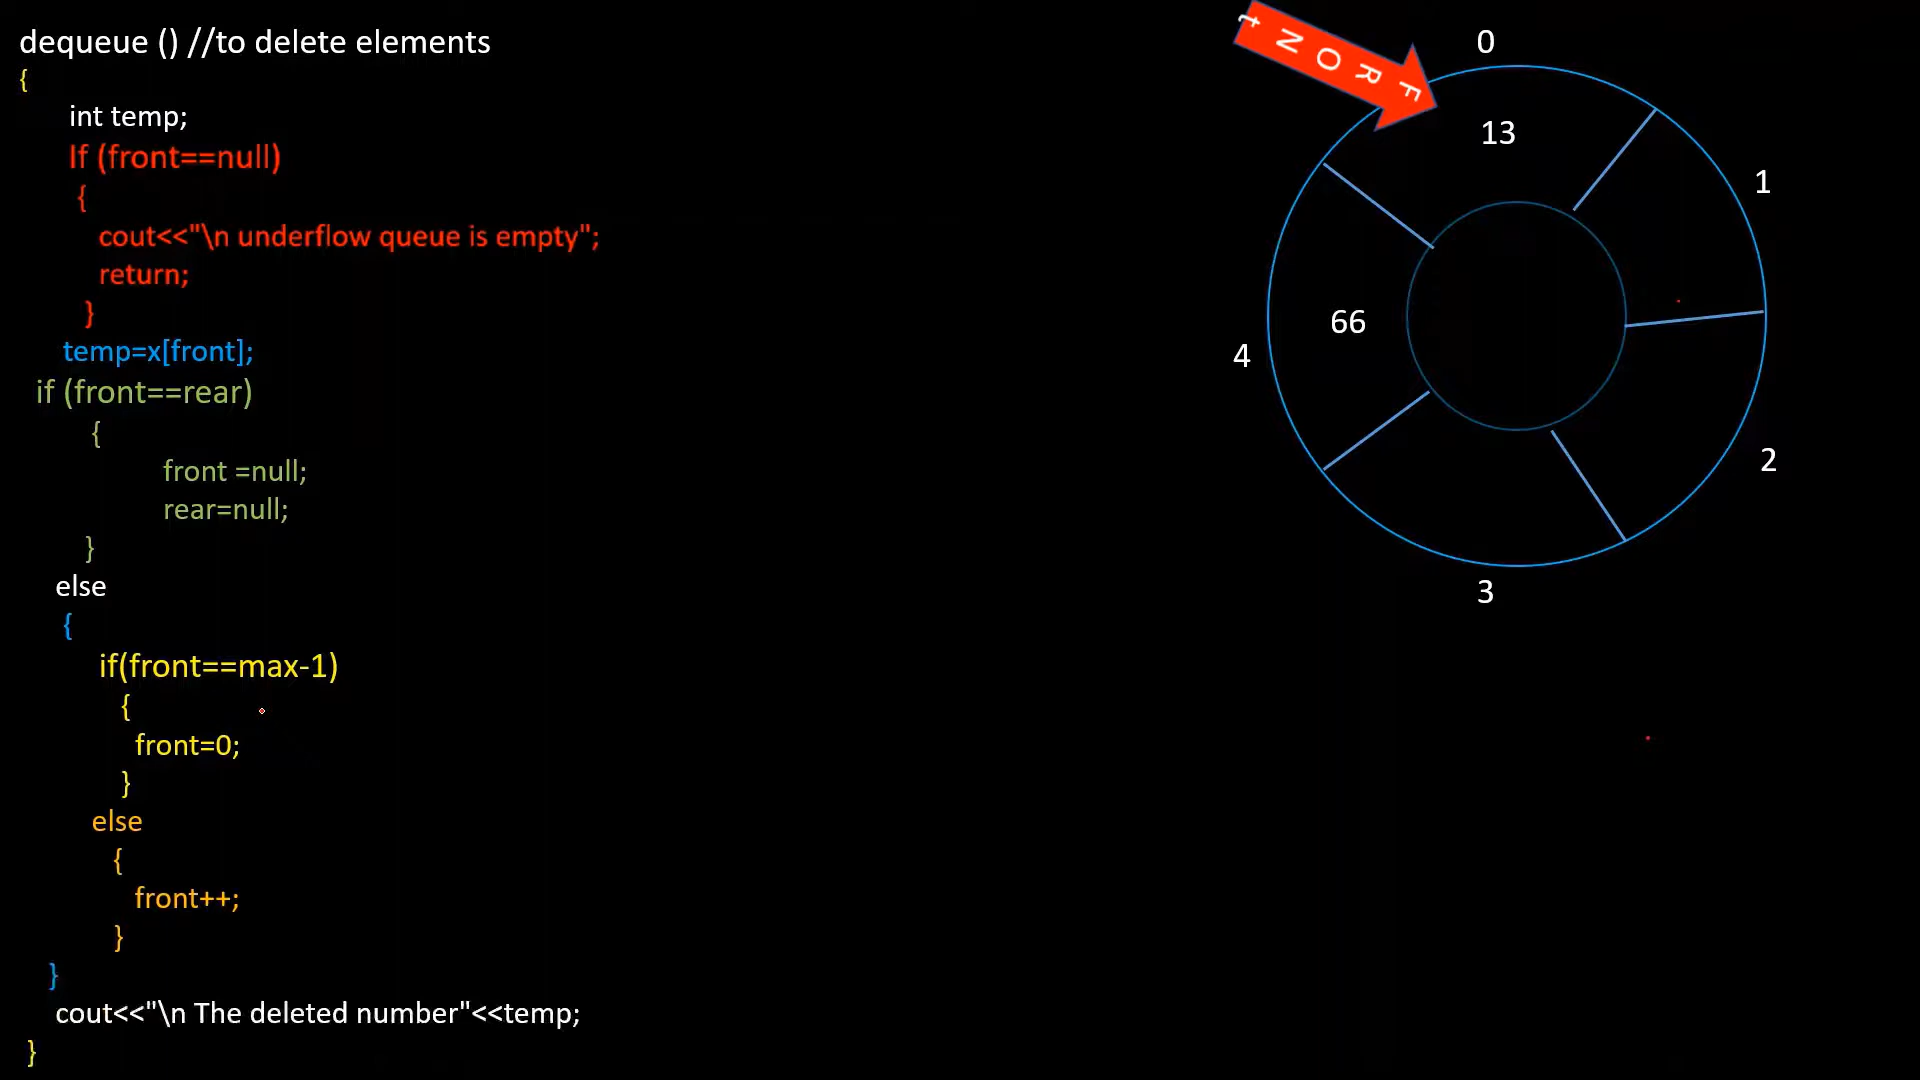 dequeue () //to delete elements
{
int temp;
If (front==null)
{
cout<<"\n underflow queue is empty";
return;
}
temp=x[front];
if (front==rear)
{
front =null;
rear=null;
}
else
{
if(front==max-1)
{
front=0;
}
else
{
front++;
}
}
cout<<"\n The deleted number"<<temp;
}
FRONt
0
13
1
66
4
2
3